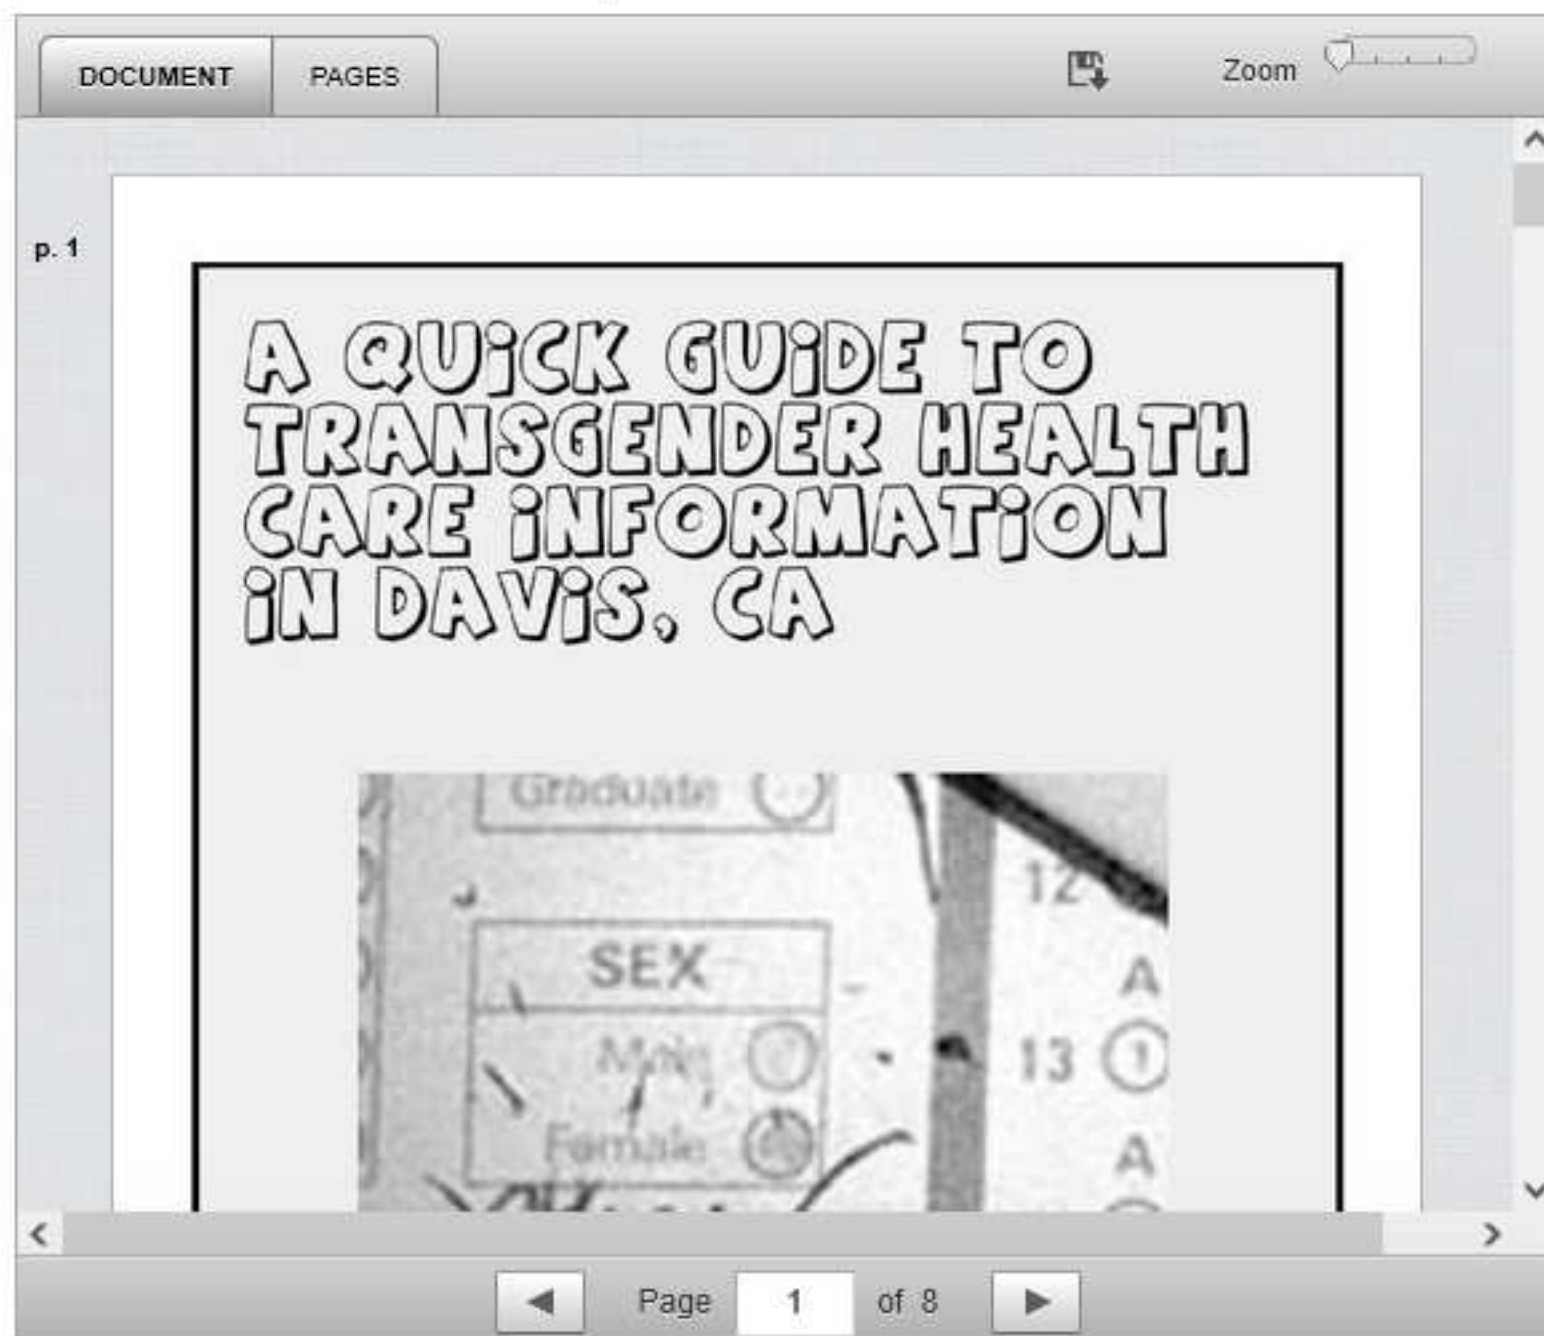 DOCUMENT PAGES Zoom
p. 1
A QUiCK GUiDE TO
TRANSGENDER HEALTH
CARE iNFORMATiON
iN DAViS, CA
Graduate
12
SEX
A
Male
13 1
Female
A
Page 1 of 8